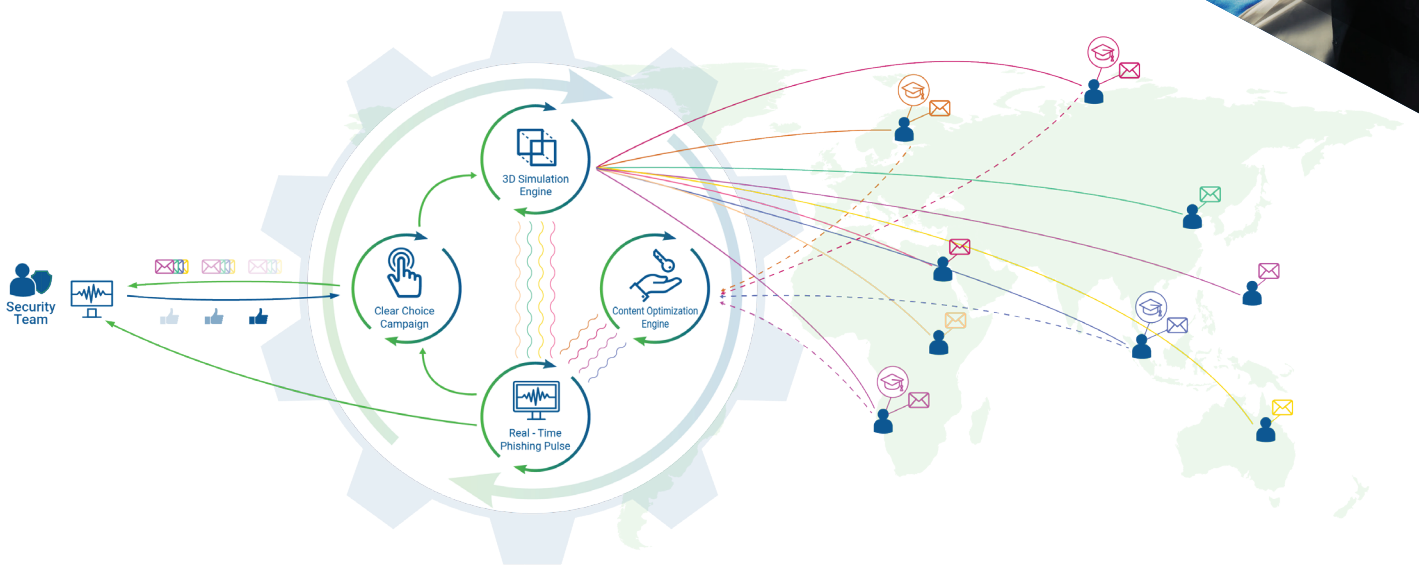 3D Simulation
Engine
Clear Choice
Campaign
Content Optimization
Engine
Security
Team
Real - Time
Phishing Pulse